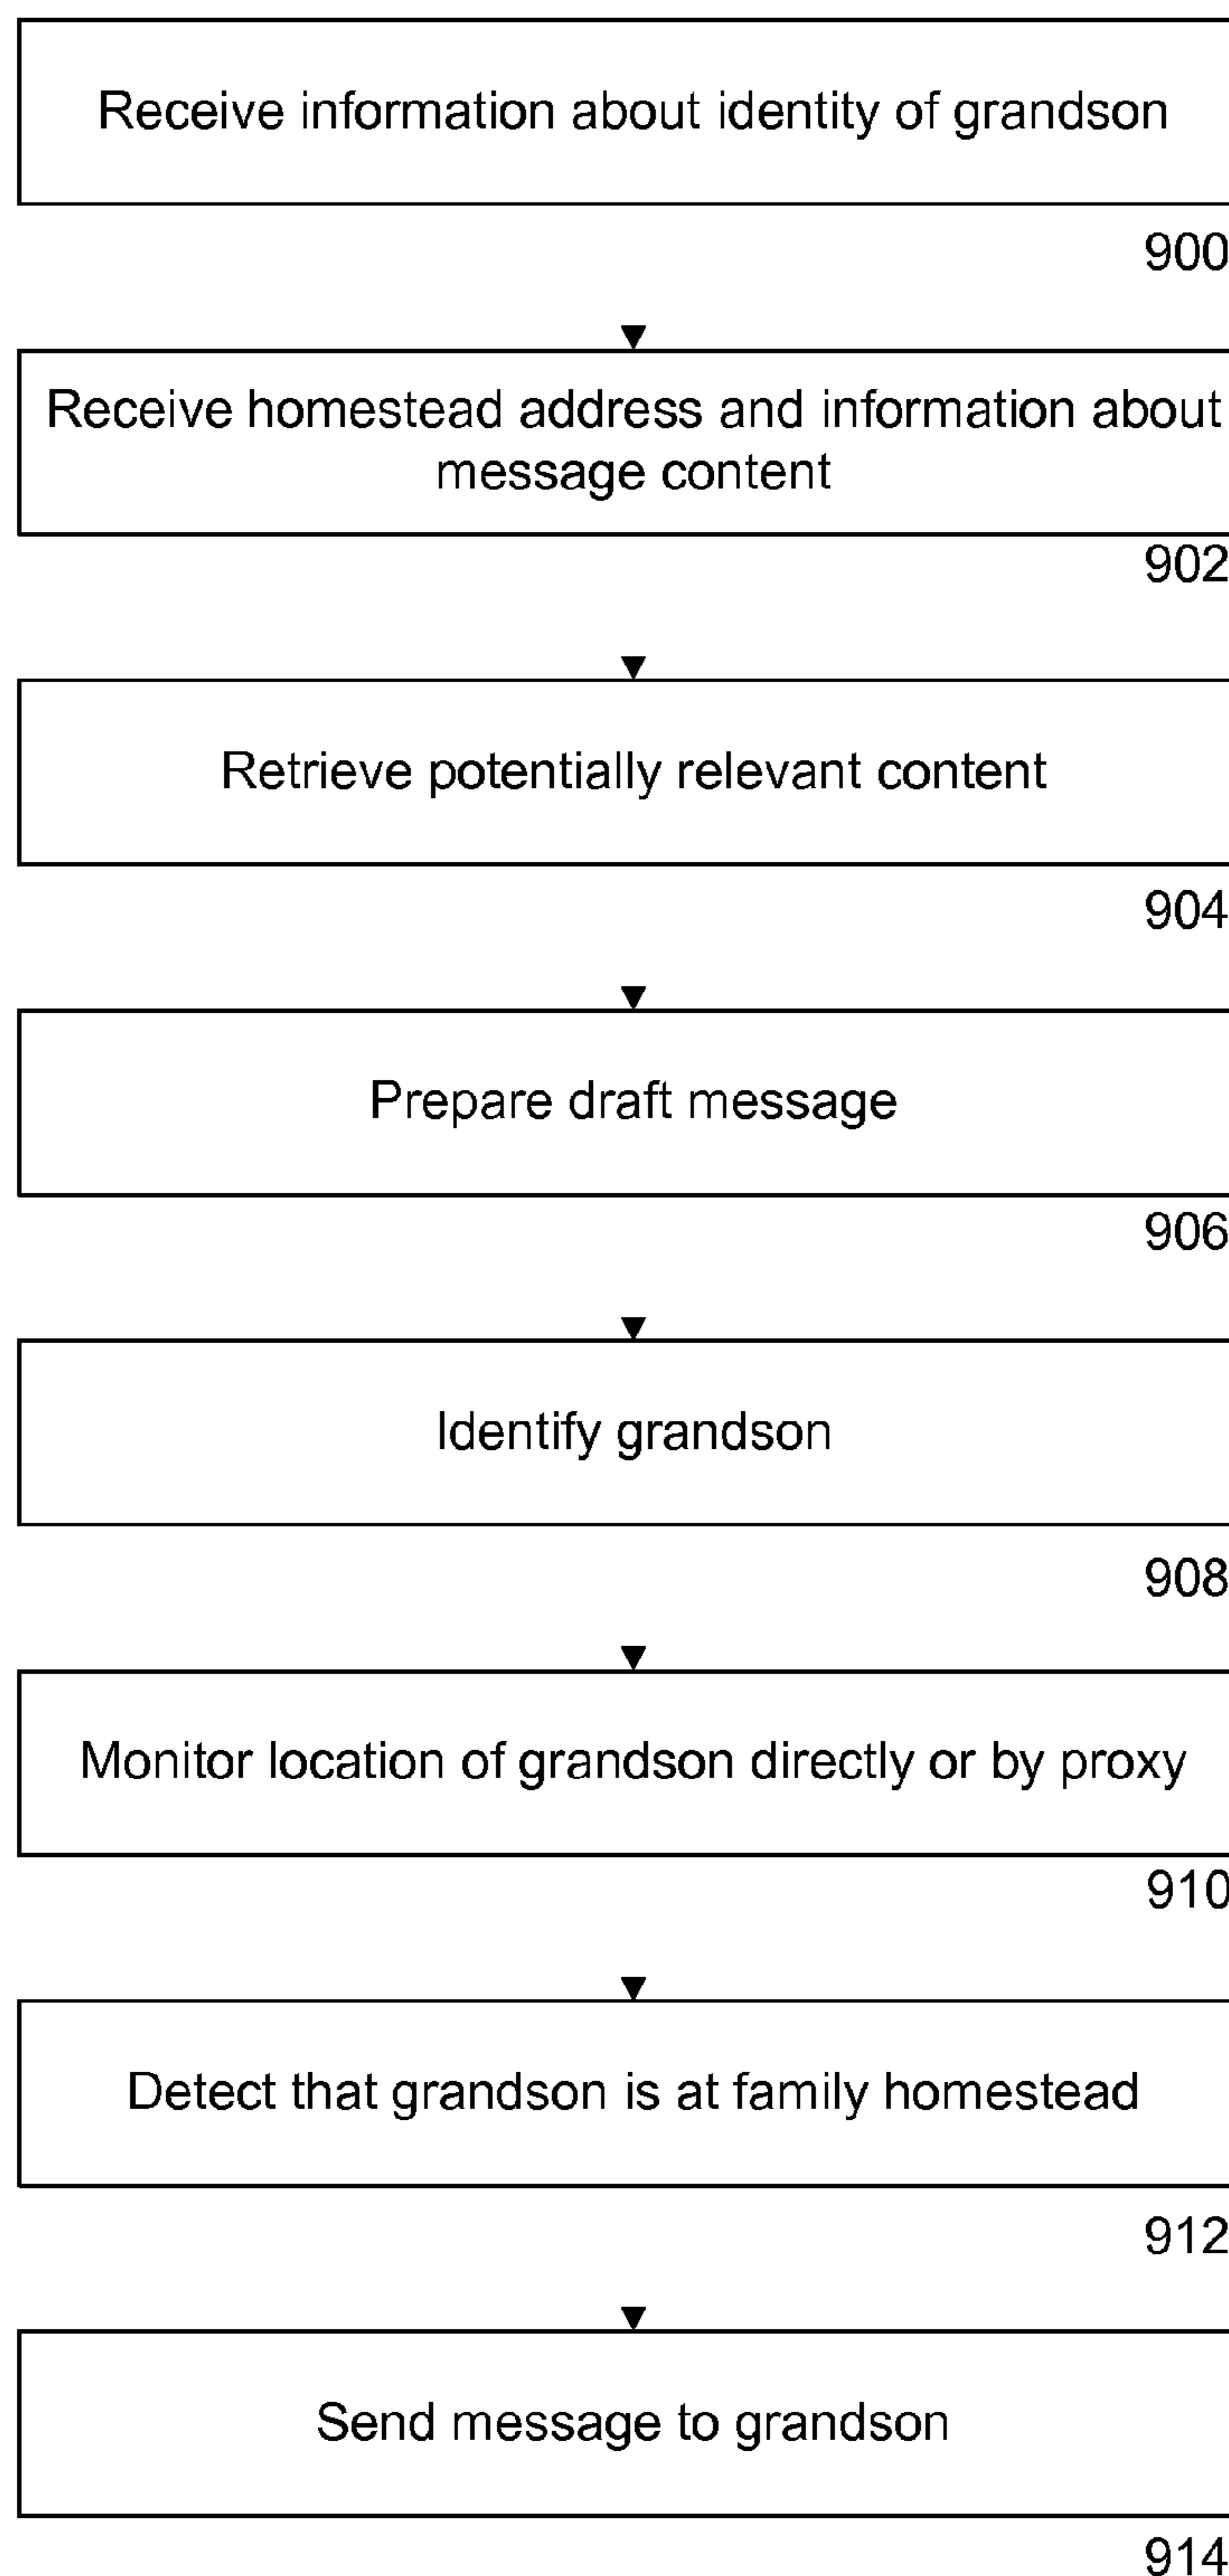 Receive information about identity of grandson
900
Receive homestead address and information about
message content
902
Retrieve potentially relevant content
904
Prepare draft message
906
Identify grandson
908
Monitor location of grandson directly or by proxy
910
Detect that grandson is at family homestead
912
Send message to grandson
914